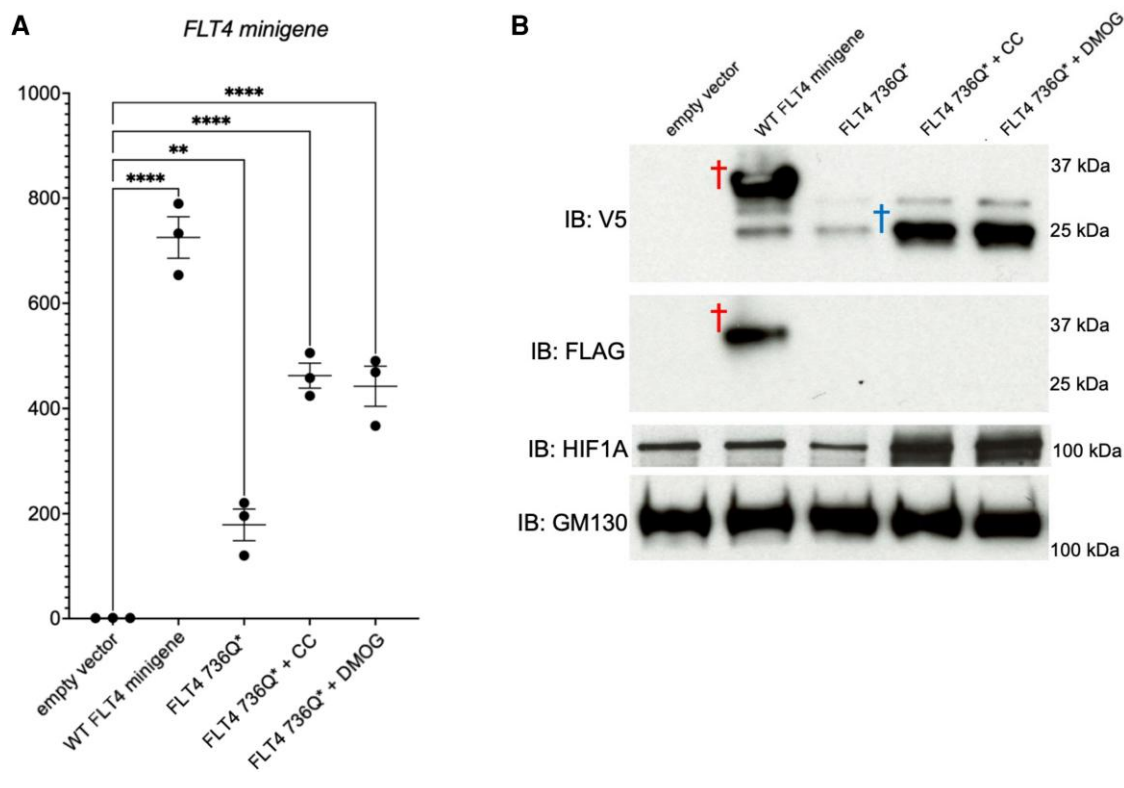 A
FLT4 minigene
1000
800
600
400
200
0
****
****
**
****
empty vector
WT FLT4 minigene
FLT4 736Q*
FLT4 736Q* + CC
FLT4 736Q* + DMOG
B
empty vector
WT FLT4 minigene
FLT4 736Q*
FLT4 736Q* + CC
FLT4 736Q* + DMOG
IB: V5
†
†
37 kDa
25 kDa
IB: FLAG
†
37 kDa
25 kDa
IB: HIF1A
100 kDa
IB: GM130
100 kDa